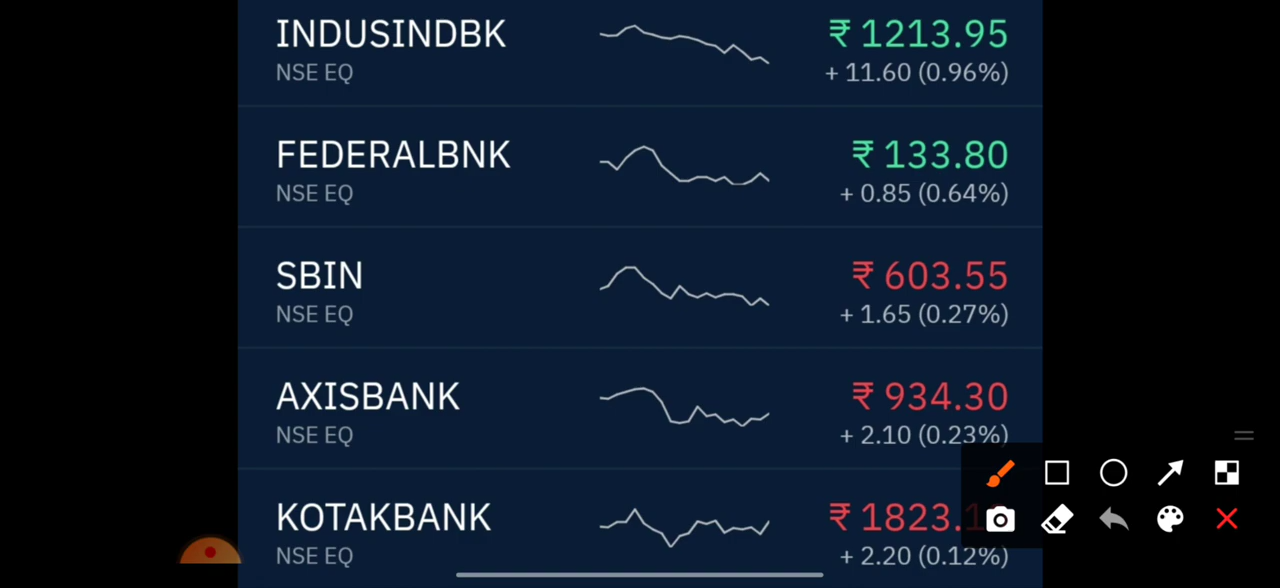 INDUSINDBK
₹ 1213.95
NSE EQ
+ 11.60 (0.96%)
FEDERALBNK
₹ 133.80
NSE EQ
+ 0.85 (0.64%)
SBIN
₹ 603.55
NSE EQ
+ 1.65 (0.27%)
AXISBANK
₹ 934.30
NSE EQ
+ 2.10 (0.23%)
KOTAKBANK
₹ 1823.
NSE EQ
+ 2.20 (0.12%)